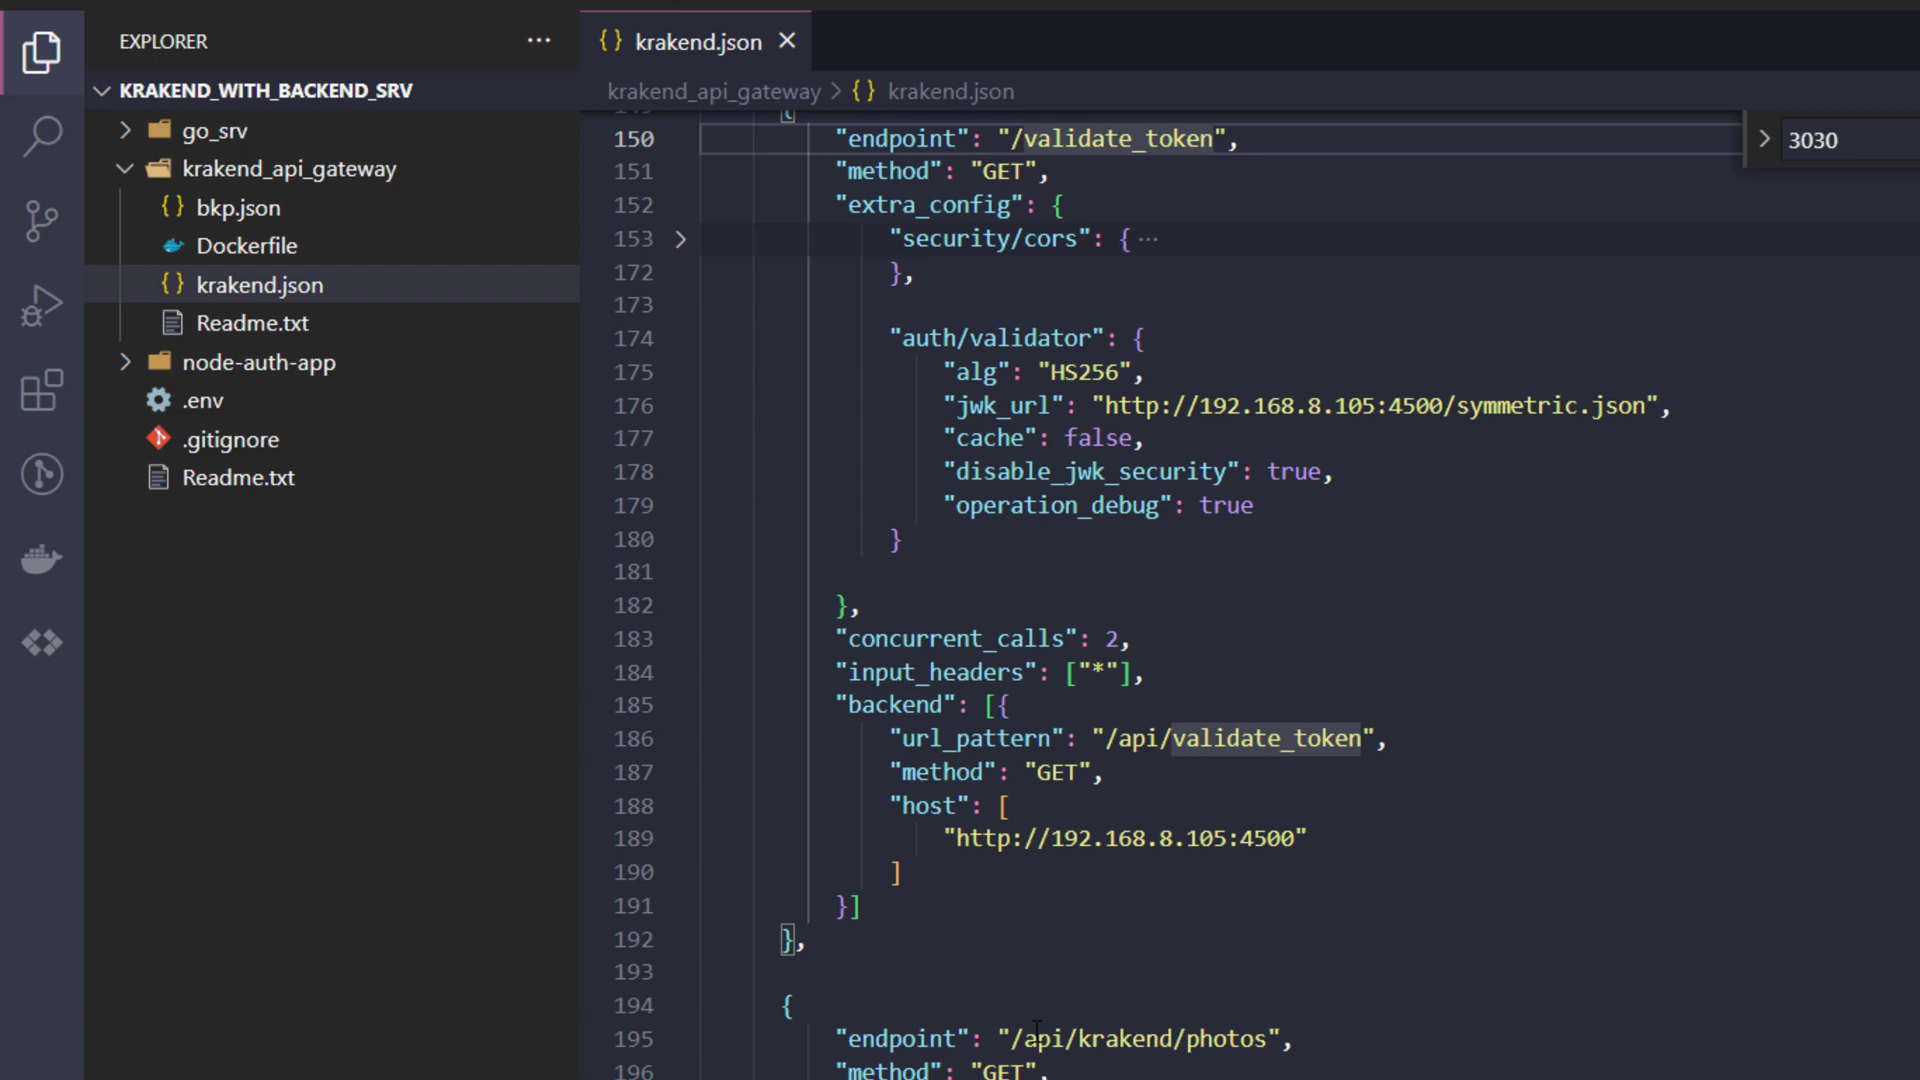 EXPLORER
···
KRAKEND_WITH_BACKEND_SRV
go_srv
krakend_api_gateway
{} bkp.json
Dockerfile
{} krakend.json
Readme.txt
node-auth-app
.env
.gitignore
Readme.txt
{} krakend.json ×
krakend_api_gateway > {} krakend.json
> 3030
149 {
150 "endpoint": "/validate_token",
151 "method": "GET",
152 "extra_config": {
153 > "security/cors": { ···
172 },
173
174 "auth/validator": {
175 "alg": "HS256",
176 "jwk_url": "http://192.168.8.105:4500/symmetric.json",
177 "cache": false,
178 "disable_jwk_security": true,
179 "operation_debug": true
180 }
181
182 },
183 "concurrent_calls": 2,
184 "input_headers": ["*"],
185 "backend": [{
186 "url_pattern": "/api/validate_token",
187 "method": "GET",
188 "host": [
189 "http://192.168.8.105:4500"
190 ]
191 }]
192 },
193
194 {
195 "endpoint": "/api/krakend/photos",
196 "method": "GET",